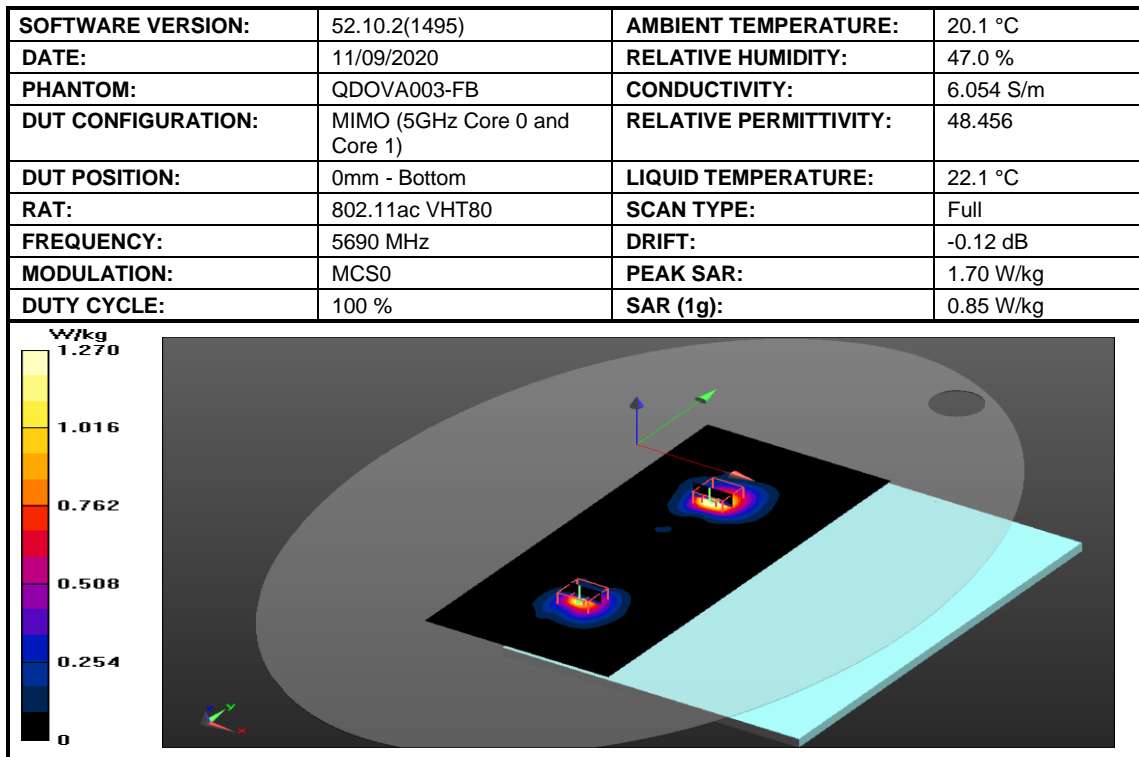 SOFTWARE VERSION: 52.10.2(1495) AMBIENT TEMPERATURE: 20.1 °C
DATE: 11/09/2020 RELATIVE HUMIDITY: 47.0 %
PHANTOM: QDOVA003-FB CONDUCTIVITY: 6.054 S/m
DUT CONFIGURATION: MIMO (5GHz Core 0 and RELATIVE PERMITTIVITY: 48.456
Core 1)
DUT POSITION: 0mm - Bottom LIQUID TEMPERATURE: 22.1 °C
RAT: 802.11ac VHT80 SCAN TYPE: Full
FREQUENCY: 5690 MHz DRIFT: -0.12 dB
MODULATION: MCS0 PEAK SAR: 1.70 W/kg
DUTY CYCLE: 100 % SAR (1g): 0.85 W/kg
W/kg
1.270
1.016
0.762
0.508
0.254
0
z
Y
X